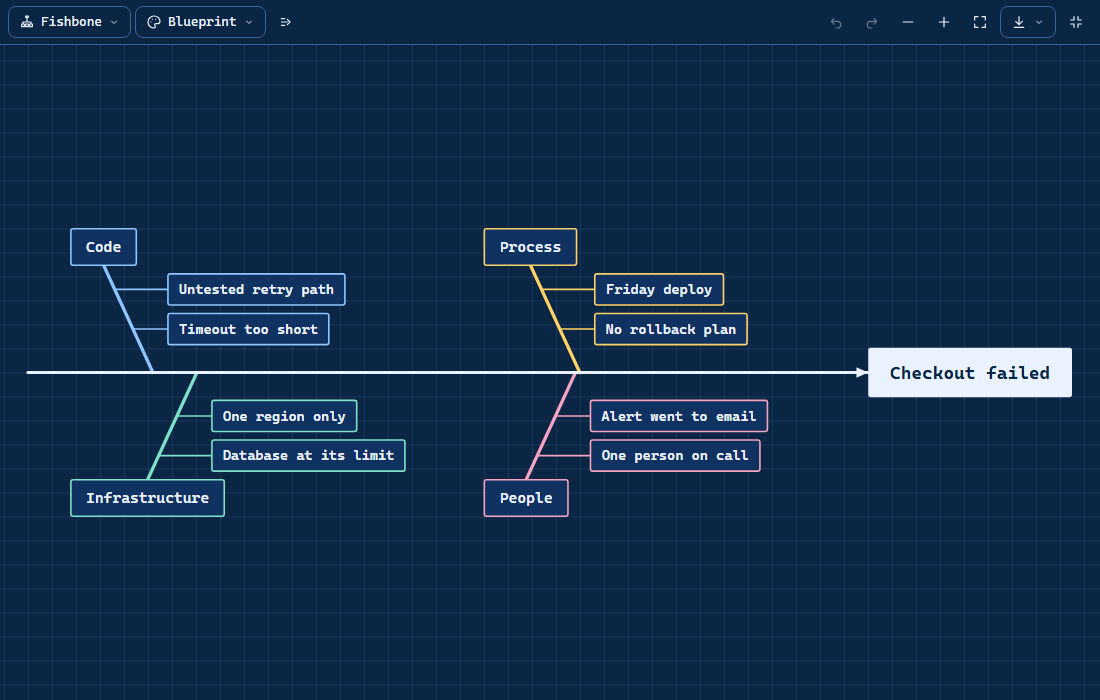 Fishbone
Blueprint
Code
Untested retry path
Timeout too short
Process
Friday deploy
No rollback plan
Checkout failed
One region only
Database at its limit
Infrastructure
Alert went to email
One person on call
People